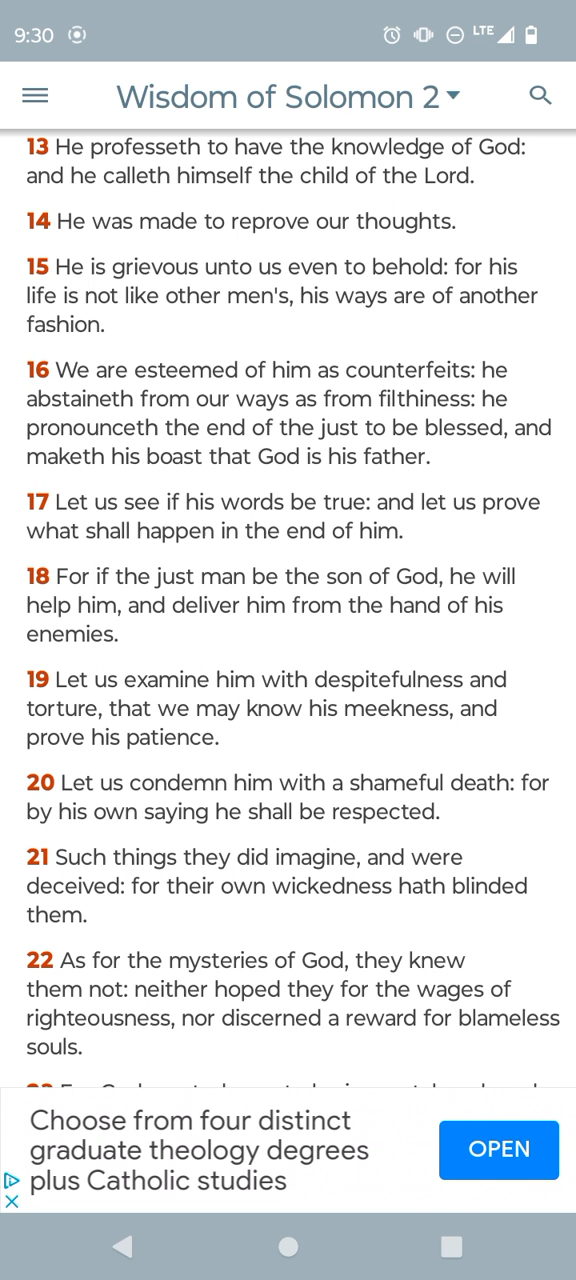 9:30 LTE
Wisdom of Solomon 2
13 He professeth to have the knowledge of God:
and he calleth himself the child of the Lord.
14 He was made to reprove our thoughts.
15 He is grievous unto us even to behold: for his
life is not like other men's, his ways are of another
fashion.
16 We are esteemed of him as counterfeits: he
abstaineth from our ways as from filthiness: he
pronounceth the end of the just to be blessed, and
maketh his boast that God is his father.
17 Let us see if his words be true: and let us prove
what shall happen in the end of him.
18 For if the just man be the son of God, he will
help him, and deliver him from the hand of his
enemies.
19 Let us examine him with despitefulness and
torture, that we may know his meekness, and
prove his patience.
20 Let us condemn him with a shameful death: for
by his own saying he shall be respected.
21 Such things they did imagine, and were
deceived: for their own wickedness hath blinded
them.
22 As for the mysteries of God, they knew
them not: neither hoped they for the wages of
righteousness, nor discerned a reward for blameless
souls.
Choose from four distinct
graduate theology degrees
plus Catholic studies
OPEN